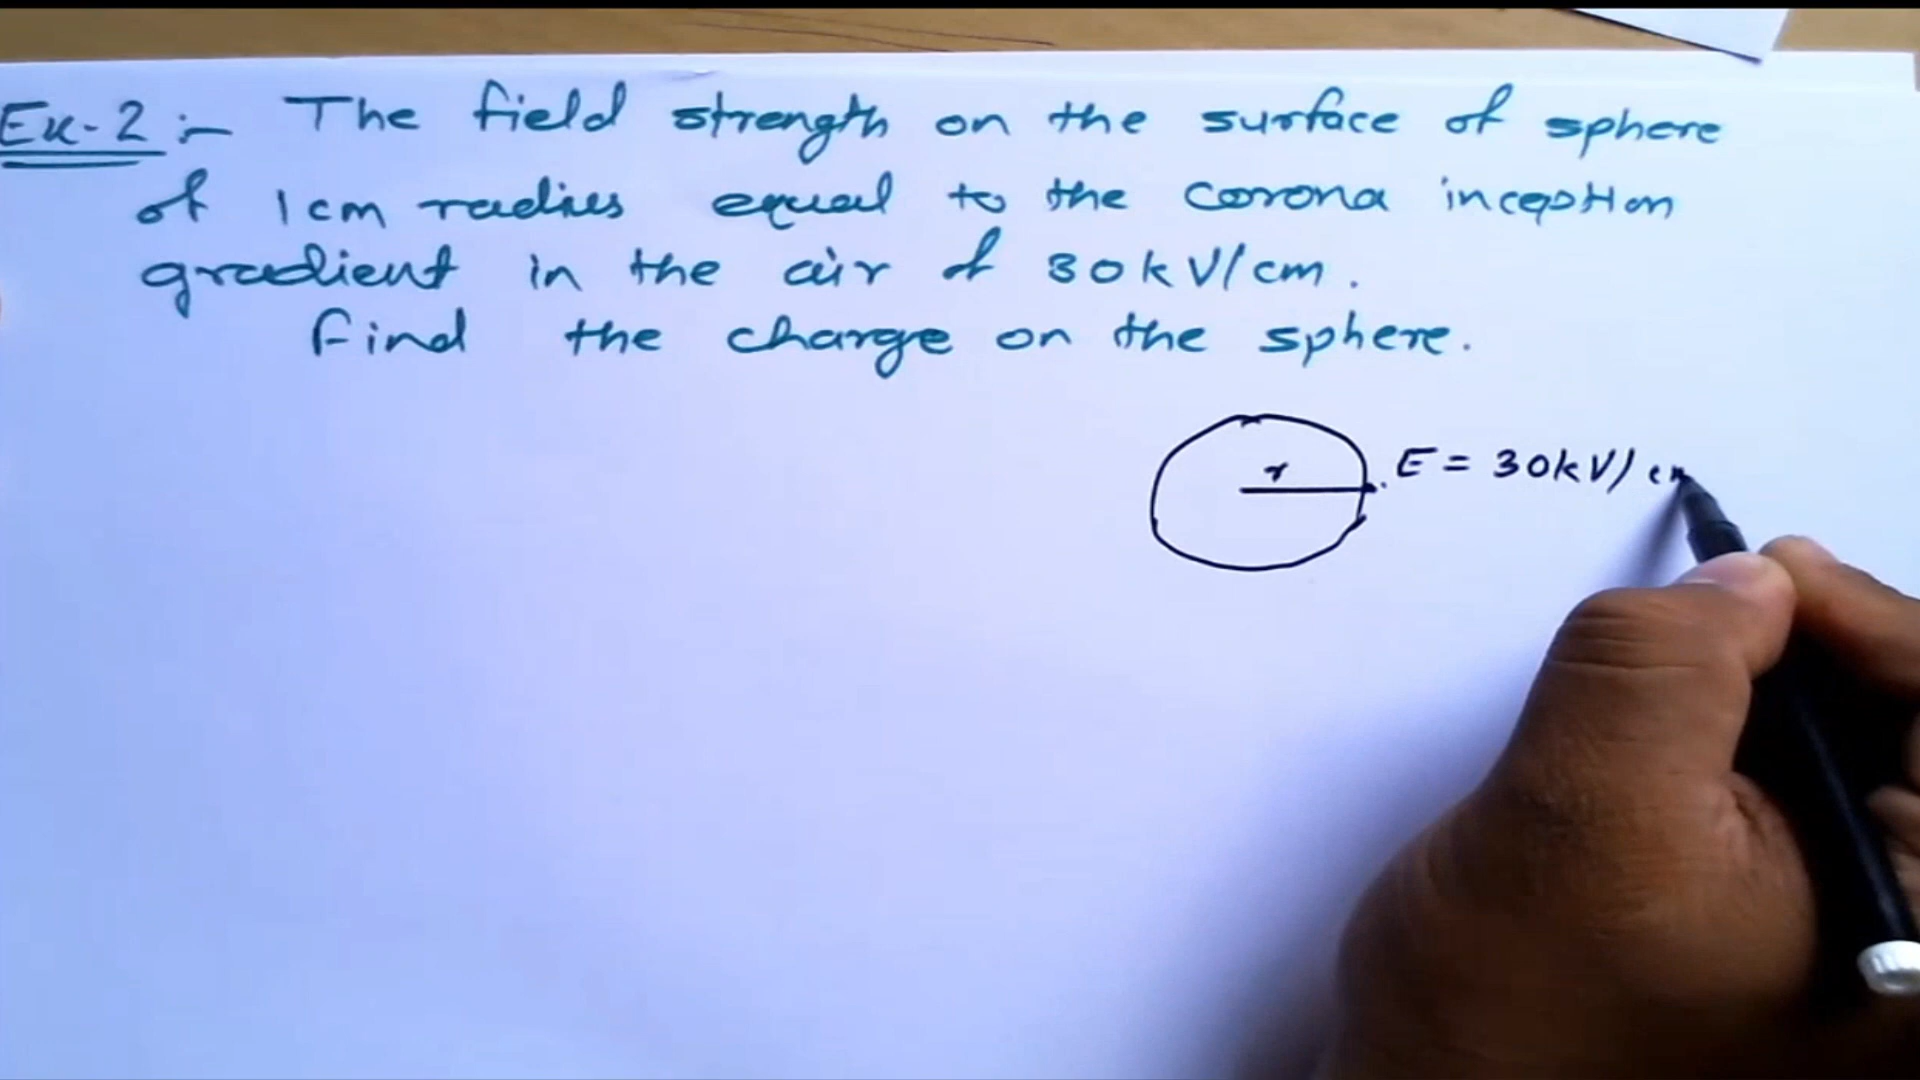 Ex-2:- The field strength on the surface of sphere
of 1cm radius equal to the corona inception
gradient in the air of 30kV/cm.
Find the charge on the sphere.
r
E = 30kV/cm